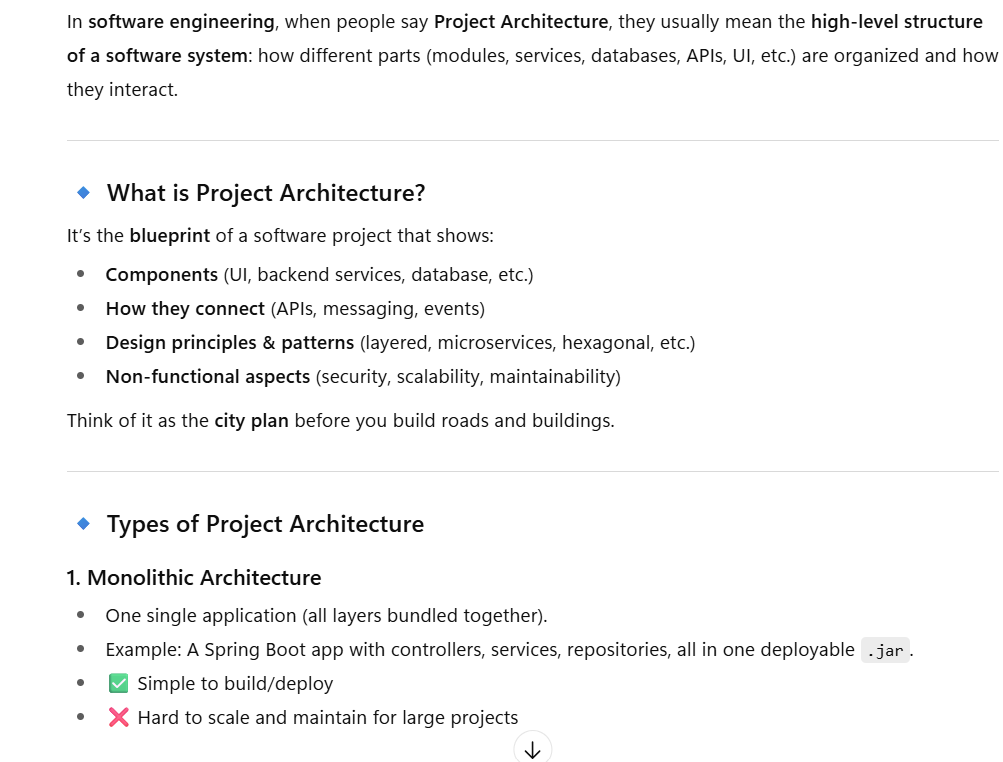 In software engineering, when people say Project Architecture, they usually mean the high-level structure
of a software system: how different parts (modules, services, databases, APIs, UI, etc.) are organized and how
they interact.
What is Project Architecture?
It’s the blueprint of a software project that shows:
Components (UI, backend services, database, etc.)
How they connect (APIs, messaging, events)
Design principles & patterns (layered, microservices, hexagonal, etc.)
Non-functional aspects (security, scalability, maintainability)
Think of it as the city plan before you build roads and buildings.
Types of Project Architecture
1. Monolithic Architecture
One single application (all layers bundled together).
Example: A Spring Boot app with controllers, services, repositories, all in one deployable .jar.
✅ Simple to build/deploy
❌ Hard to scale and maintain for large projects